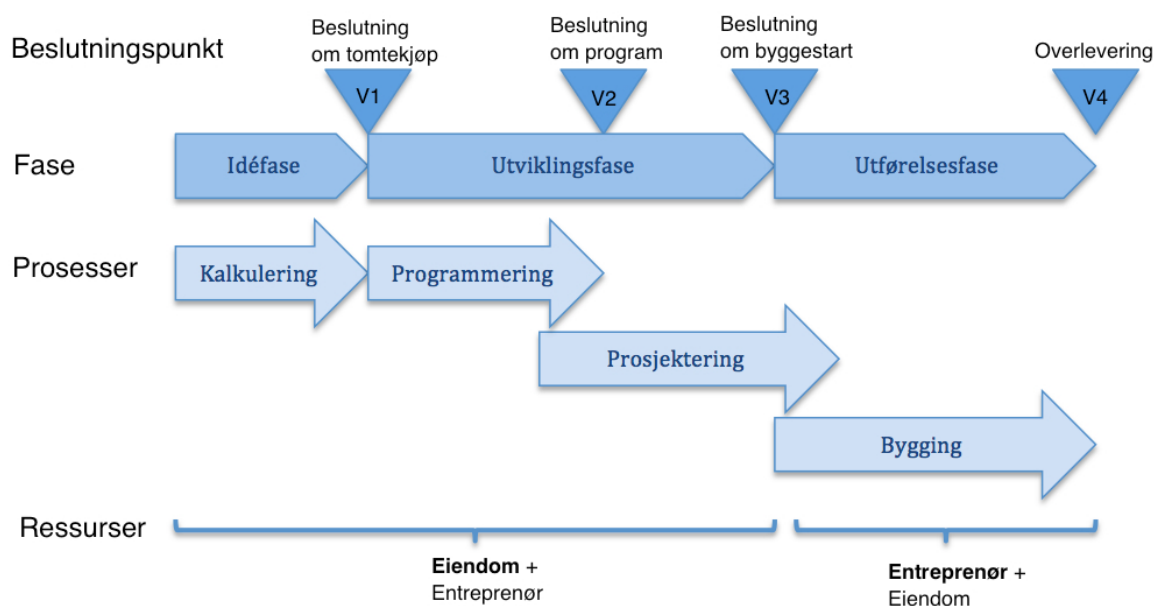 Beslutningspunkt
Beslutning
om tomtekjøp
Beslutning
om program
Beslutning
om byggestart
Overlevering
V1
V2
V3
V4
Fase
Idéfase
Utviklingsfase
Utførelsesfase
Prosesser
Kalkulering
Programmering
Prosjektering
Bygging
Ressurser
Eiendom +
Entreprenør
Entreprenør +
Eiendom